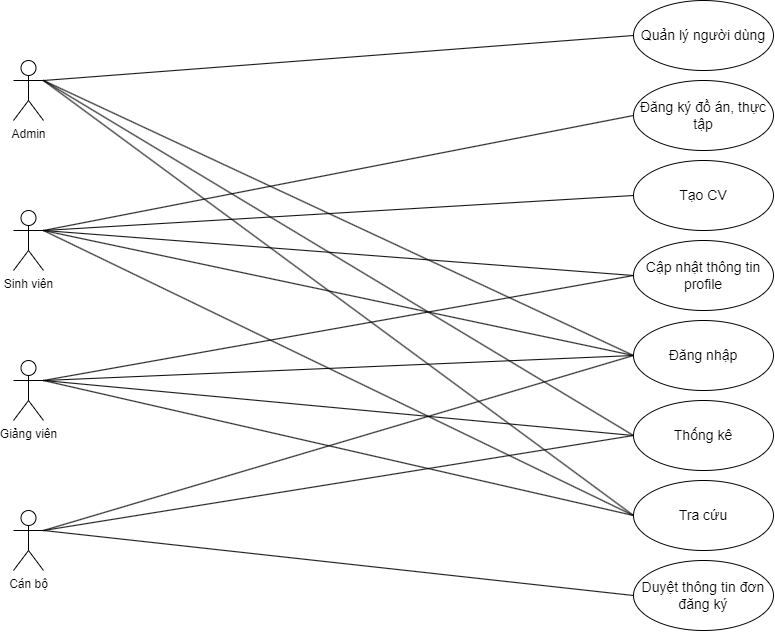 Admin
Sinh viên
Giảng viên
Cán bộ
Quản lý người dùng
Đăng ký đồ án, thực
tập
Tạo CV
Cập nhật thông tin
profile
Đăng nhập
Thống kê
Tra cứu
Duyệt thông tin đơn
đăng ký